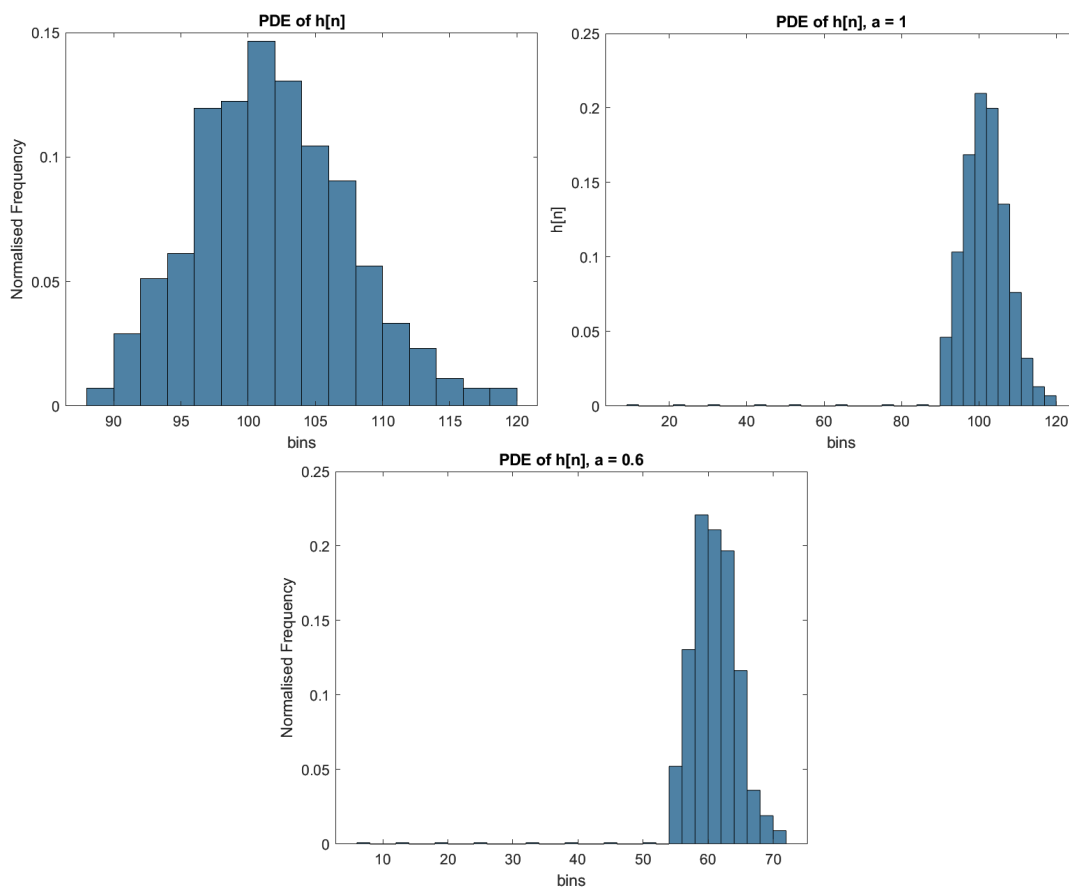 PDE of h[n]
0.15
0.1
0.05
0
Normalised Frequency
90 95 100 105 110 115 120
bins
PDE of h[n], a = 1
0.25
0.2
0.15
0.1
0.05
0
h[n]
20 40 60 80 100 120
bins
PDE of h[n], a = 0.6
0.25
0.2
0.15
0.1
0.05
0
Normalised Frequency
10 20 30 40 50 60 70
bins